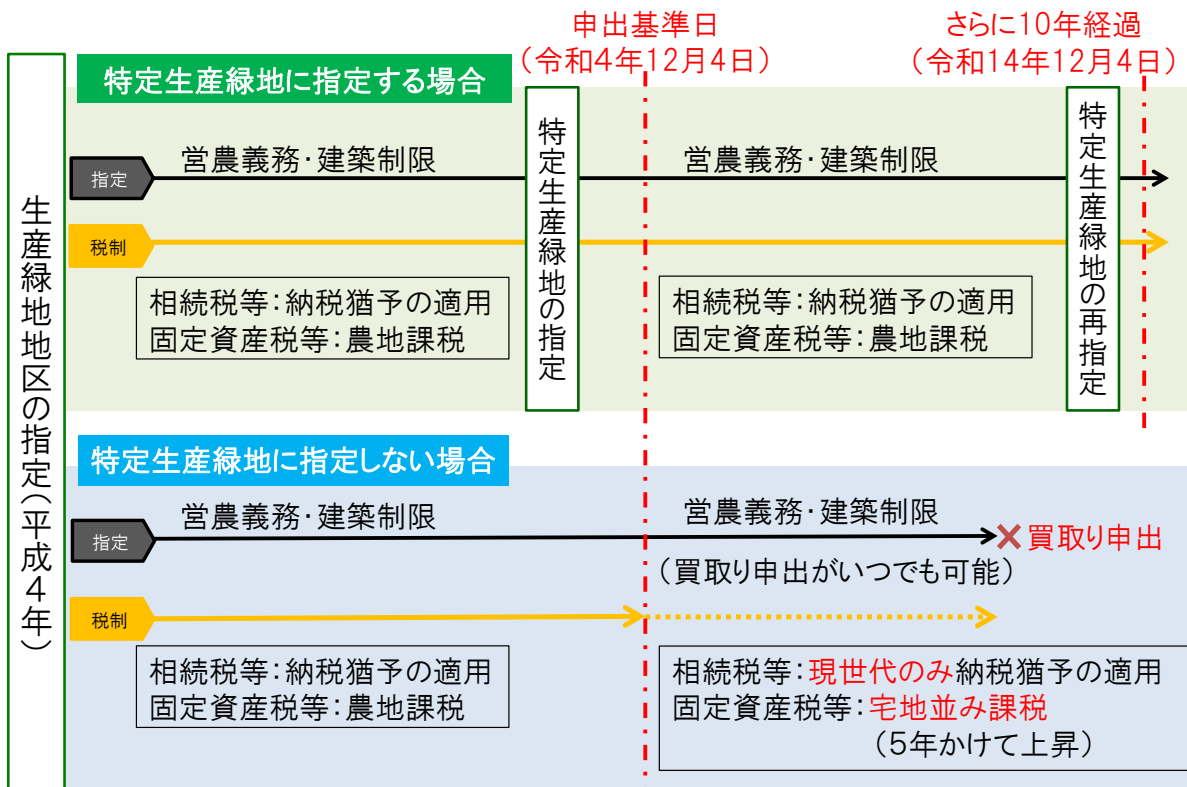 申出基準日
（令和4年12月4日）
さらに10年経過
（令和14年12月4日）
生産緑地地区の指定（平成4年）
特定生産緑地に指定する場合
指定
営農義務・建築制限
特定生産緑地の指定
営農義務・建築制限
特定生産緑地の再指定
税制
相続税等：納税猶予の適用
固定資産税等：農地課税
相続税等：納税猶予の適用
固定資産税等：農地課税
特定生産緑地に指定しない場合
指定
営農義務・建築制限
営農義務・建築制限
買取り申出
（買取り申出がいつでも可能）
税制
相続税等：納税猶予の適用
固定資産税等：農地課税
相続税等：現世代のみ納税猶予の適用
固定資産税等：宅地並み課税
（5年かけて上昇）